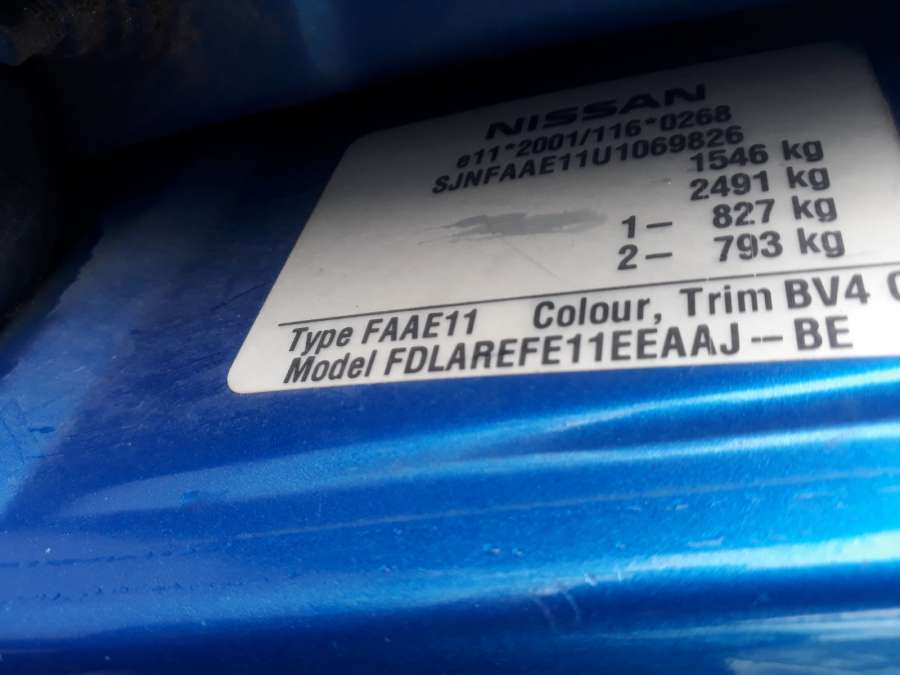 NISSAN
e11*2001/116*0268
SJNFAAE11U1069826
1546 kg
2491 kg
1– 827 kg
2– 793 kg
Type FAAE11 Colour, Trim BV4
Model FDLAREFE11EEAAJ -- BE